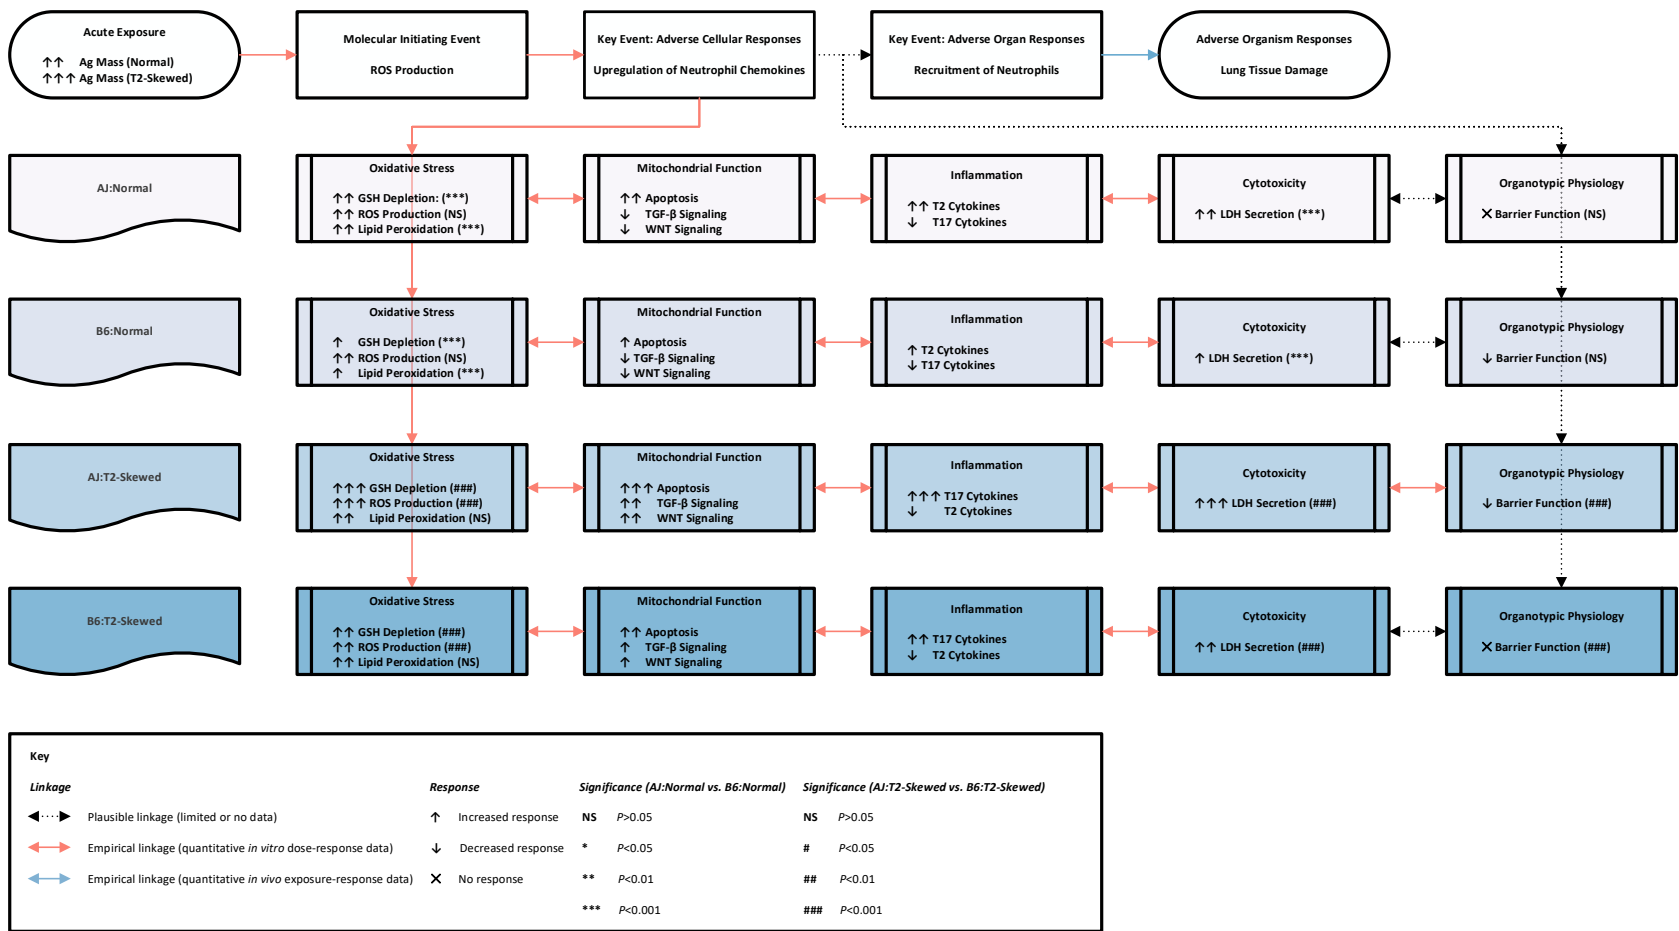 Acute Exposure
↑↑ Ag Mass (Normal)
↑↑↑ Ag Mass (T2-Skewed)
Molecular Initiating Event
ROS Production
Key Event: Adverse Cellular Responses
Upregulation of Neutrophil Chemokines
Key Event: Adverse Organ Responses
Recruitment of Neutrophils
Adverse Organism Responses
Lung Tissue Damage
AJ:Normal
Oxidative Stress
↑↑ GSH Depletion: (***)
↑↑ ROS Production (NS)
↑↑ Lipid Peroxidation (***)
Mitochondrial Function
↑↑ Apoptosis
↓ TGF-β Signaling
↓ WNT Signaling
Inflammation
↑↑ T2 Cytokines
↓ T17 Cytokines
Cytotoxicity
↑↑ LDH Secretion (***)
Organotypic Physiology
✕ Barrier Function (NS)
B6:Normal
Oxidative Stress
↑ GSH Depletion (***)
↑↑ ROS Production (NS)
↑ Lipid Peroxidation (***)
Mitochondrial Function
↑ Apoptosis
↓ TGF-β Signaling
↓ WNT Signaling
Inflammation
↑ T2 Cytokines
↓ T17 Cytokines
Cytotoxicity
↑ LDH Secretion (***)
Organotypic Physiology
↓ Barrier Function (NS)
AJ:T2-Skewed
Oxidative Stress
↑↑↑ GSH Depletion (###)
↑↑↑ ROS Production (###)
↑↑ Lipid Peroxidation (NS)
Mitochondrial Function
↑↑↑ Apoptosis
↑↑ TGF-β Signaling
↑↑ WNT Signaling
Inflammation
↑↑↑ T17 Cytokines
↓ T2 Cytokines
Cytotoxicity
↑↑↑ LDH Secretion (###)
Organotypic Physiology
↓ Barrier Function (###)
B6:T2-Skewed
Oxidative Stress
↑↑ GSH Depletion (###)
↑↑ ROS Production (###)
↑↑ Lipid Peroxidation (NS)
Mitochondrial Function
↑↑ Apoptosis
↑ TGF-β Signaling
↑ WNT Signaling
Inflammation
↑↑ T17 Cytokines
↓ T2 Cytokines
Cytotoxicity
↑↑ LDH Secretion (###)
Organotypic Physiology
✕ Barrier Function (###)
Key
Linkage
Plausible linkage (limited or no data)
Empirical linkage (quantitative in vitro dose-response data)
Empirical linkage (quantitative in vivo exposure-response data)
Response
↑ Increased response
↓ Decreased response
✕ No response
Significance (AJ:Normal vs. B6:Normal)
NS P>0.05
* P<0.05
** P<0.01
*** P<0.001
Significance (AJ:T2-Skewed vs. B6:T2-Skewed)
NS P>0.05
# P<0.05
## P<0.01
### P<0.001